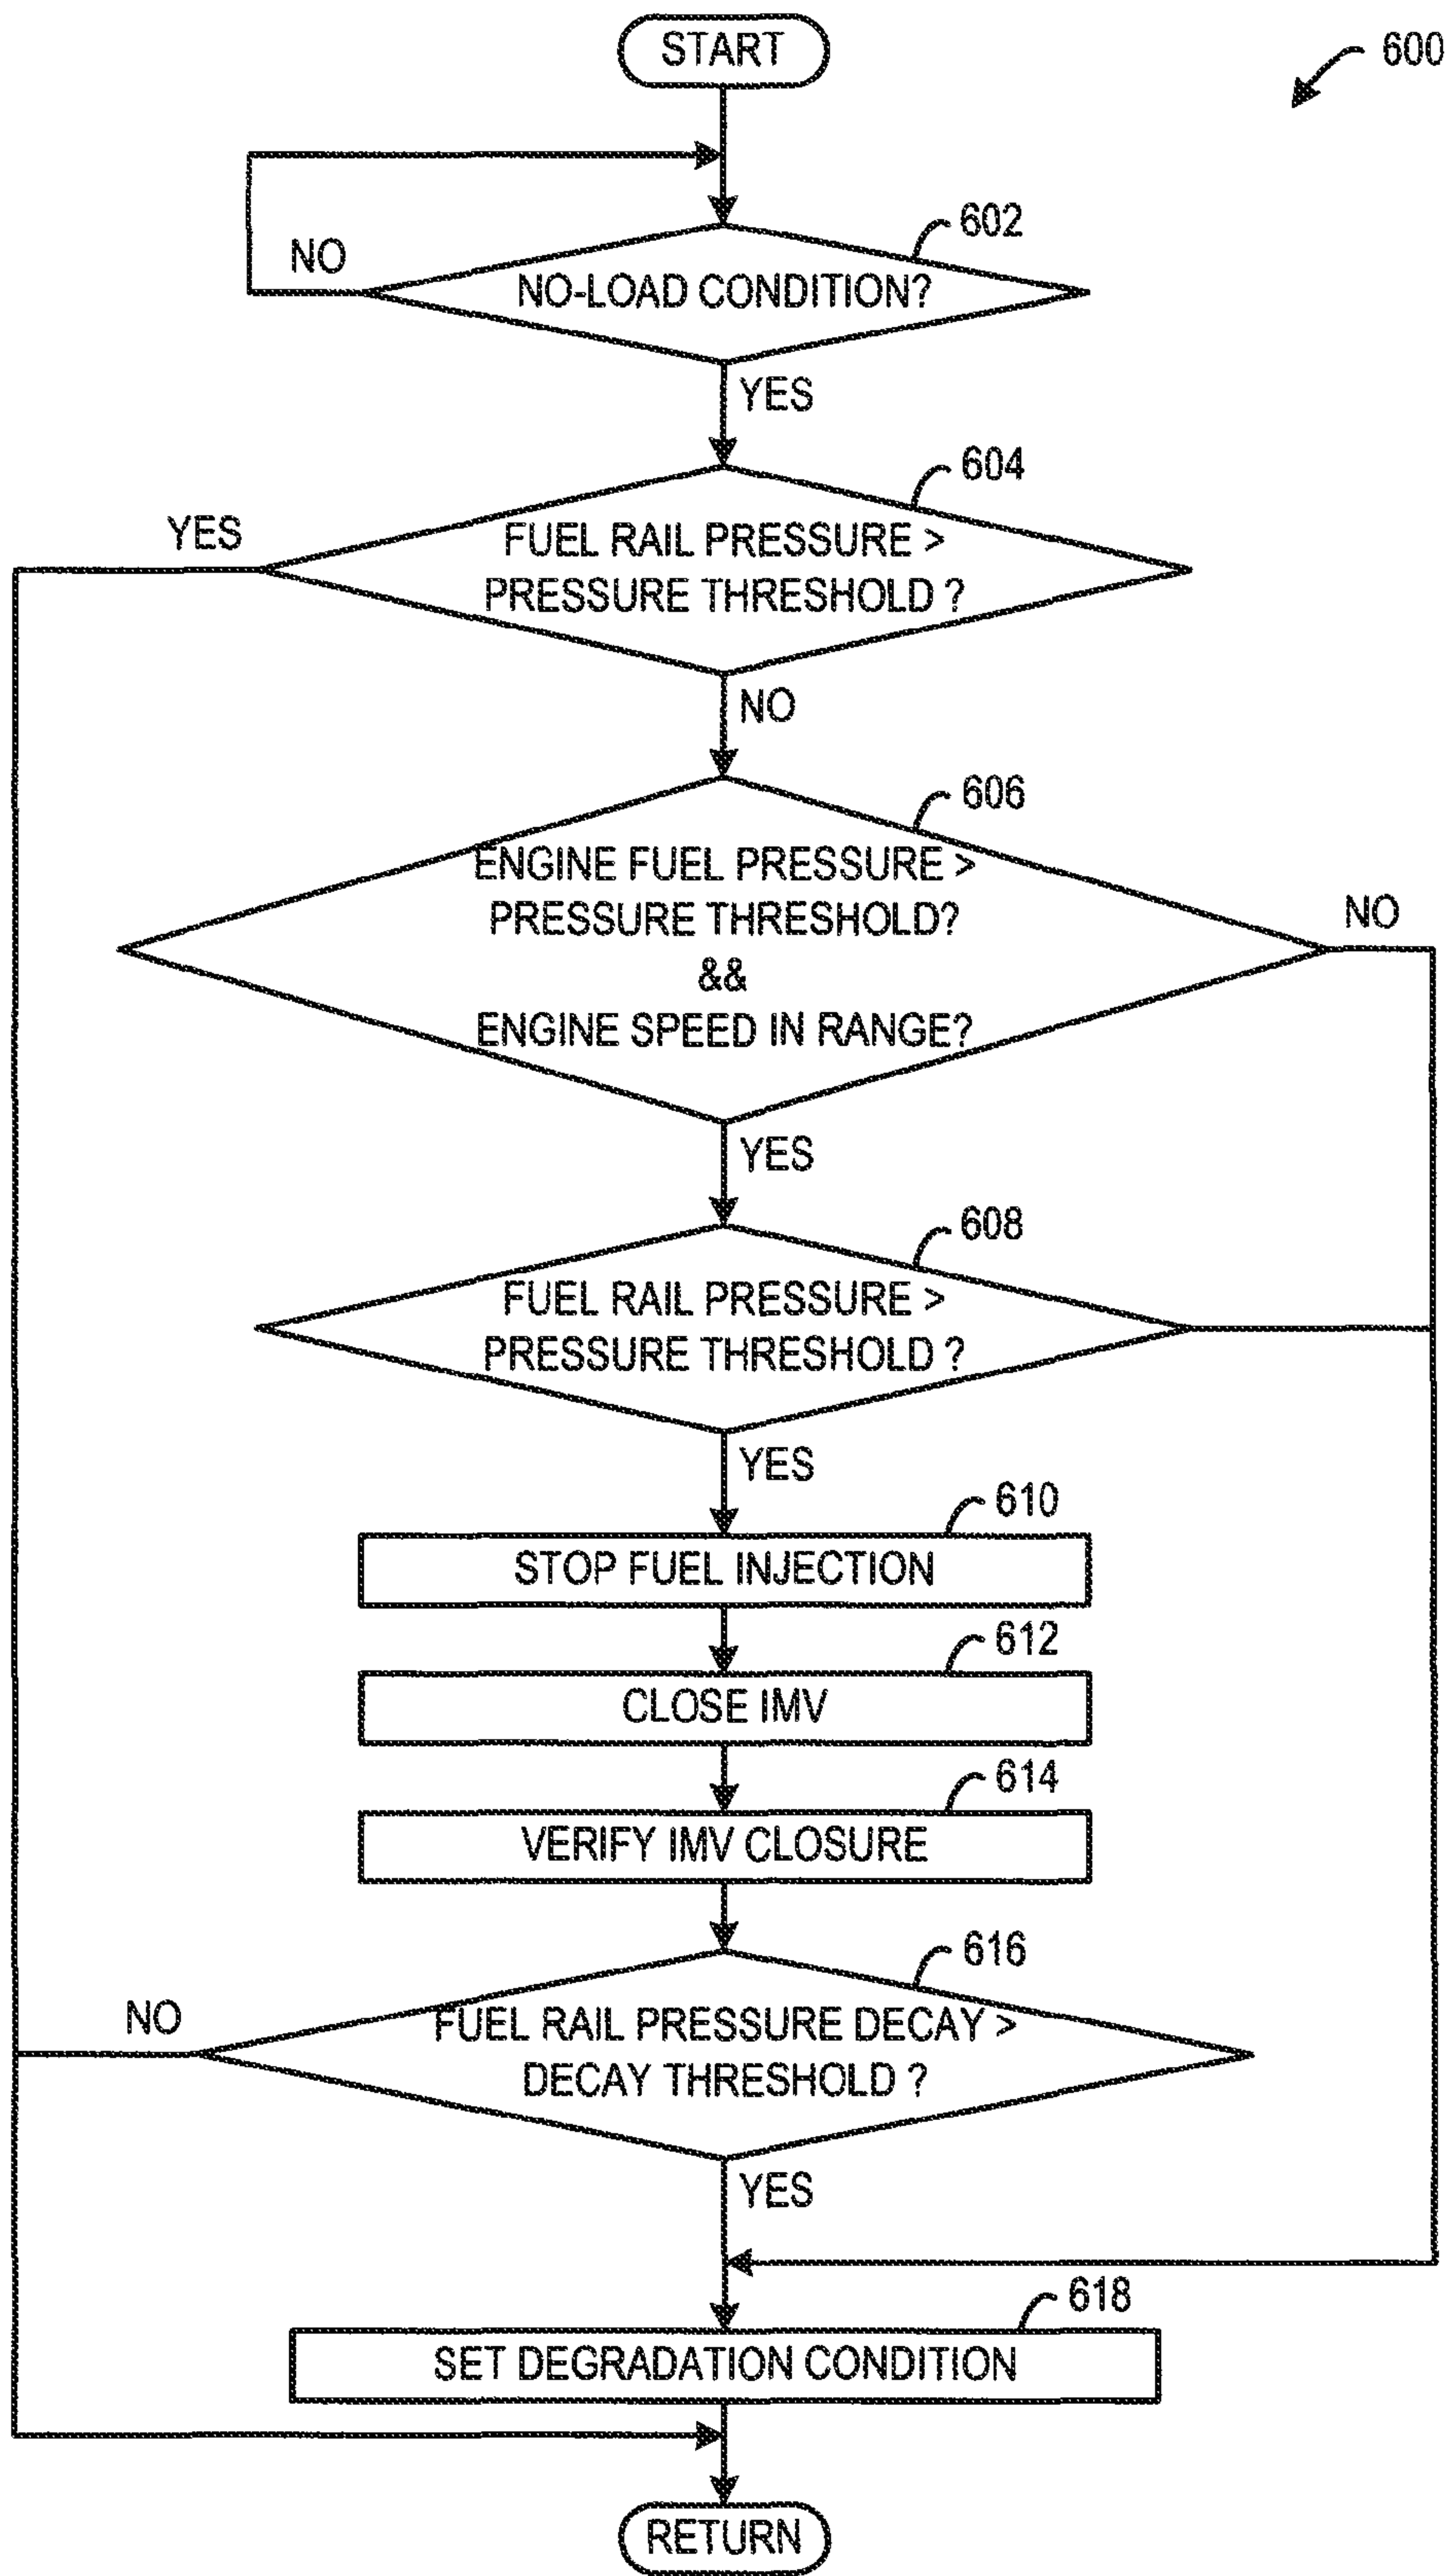 START
600
602
NO
NO-LOAD CONDITION?
YES
604
YES
FUEL RAIL PRESSURE >
PRESSURE THRESHOLD ?
NO
606
ENGINE FUEL PRESSURE >
PRESSURE THRESHOLD?
NO
&&
ENGINE SPEED IN RANGE?
YES
608
FUEL RAIL PRESSURE >
PRESSURE THRESHOLD ?
YES
610
STOP FUEL INJECTION
612
CLOSE IMV
614
VERIFY IMV CLOSURE
616
NO
FUEL RAIL PRESSURE DECAY >
DECAY THRESHOLD ?
YES
618
SET DEGRADATION CONDITION
RETURN